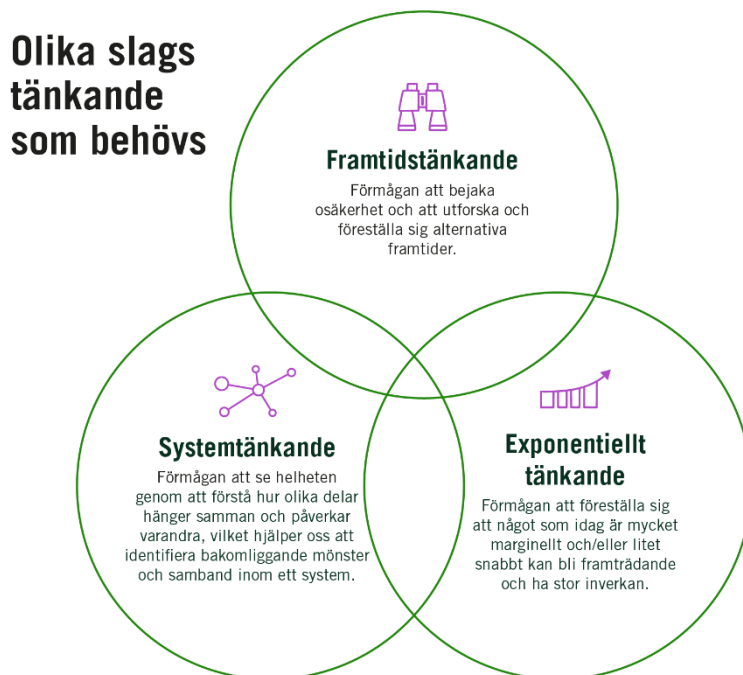 Olika slags
tänkande
som behövs
Framtidstänkande
Förmågan att bejaka
osäkerhet och att utforska och
föreställa sig alternativa
framtider.
Systemtänkande
Förmågan att se helheten
genom att förstå hur olika delar
hänger samman och påverkar
varandra, vilket hjälper oss att
identifiera bakomliggande mönster
och samband inom ett system.
Exponentiellt
tänkande
Förmågan att föreställa sig
att något som idag är mycket
marginellt och/eller litet
snabbt kan bli framträdande
och ha stor inverkan.